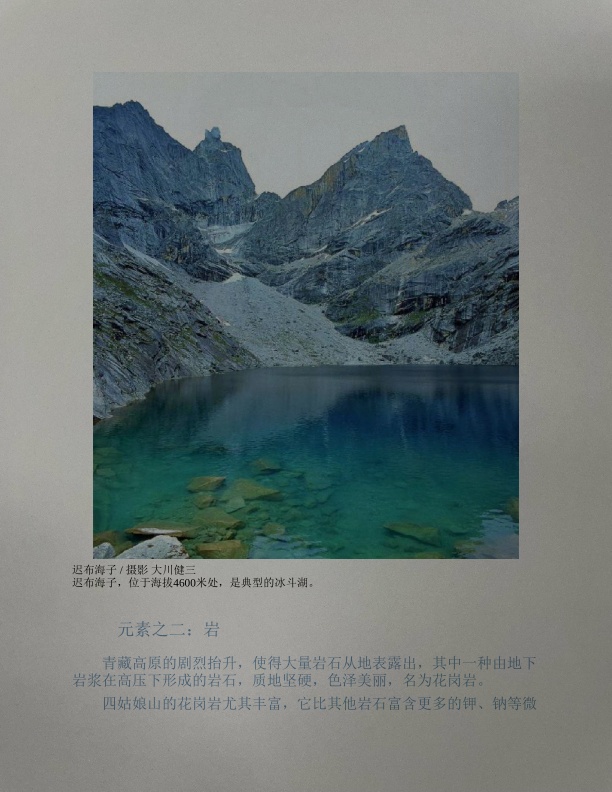 迟布海子 / 摄影 大川健三
迟布海子，位于海拔4600米处，是典型的冰斗湖。
元素之二：岩
青藏高原的剧烈抬升，使得大量岩石从地表露出，其中一种由地下
岩浆在高压下形成的岩石，质地坚硬，色泽美丽，名为花岗岩。
四姑娘山的花岗岩尤其丰富，它比其他岩石富含更多的钾、钠等微